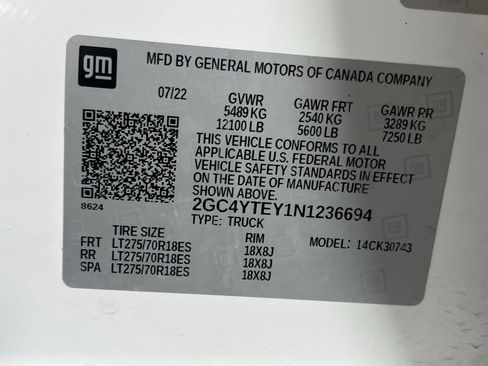 gm
MFD BY GENERAL MOTORS OF CANADA COMPANY
07/22 GVWR GAWR FRT GAWR RR
5489 KG 2540 KG 3289 KG
12100 LB 5600 LB 7250 LB
THIS VEHICLE CONFORMS TO ALL
APPLICABLE U.S. FEDERAL MOTOR
VEHICLE SAFETY STANDARDS IN EFFECT
ON THE DATE OF MANUFACTURE
8624
2GC4YTEY1N1236694
TYPE: TRUCK
TIRE SIZE RIM MODEL: 14CK30743
FRT LT275/70R18ES 18X8J
RR LT275/70R18ES 18X8J
SPA LT275/70R18ES 18X8J